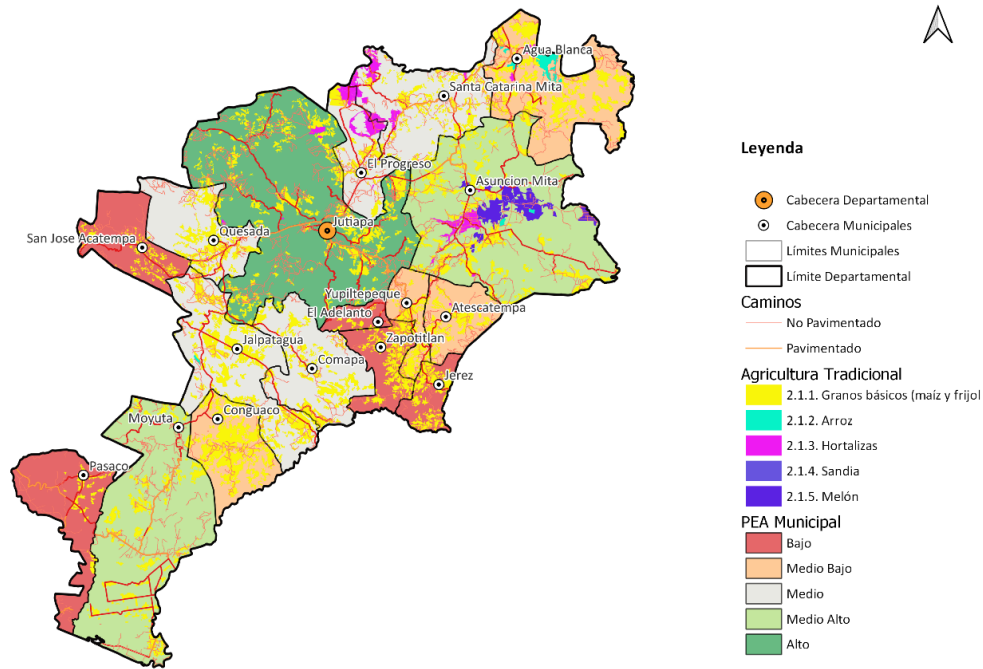 Agua Blanca
Santa Catarina Mita
El Progreso
Asuncion Mita
Jutiapa
Quesada
San Jose Acatempa
Yupiltepeque
El Adelanto
Atescatempa
Zapotitlan
Jalpatagua
Comapa
Jerez
Conguaco
Moyuta
Pasaco
Leyenda
Cabecera Departamental
Cabecera Municipales
Límites Municipales
Límite Departamental
Caminos
No Pavimentado
Pavimentado
Agricultura Tradicional
2.1.1. Granos básicos (maíz y frijol
2.1.2. Arroz
2.1.3. Hortalizas
2.1.4. Sandia
2.1.5. Melón
PEA Municipal
Bajo
Medio Bajo
Medio
Medio Alto
Alto